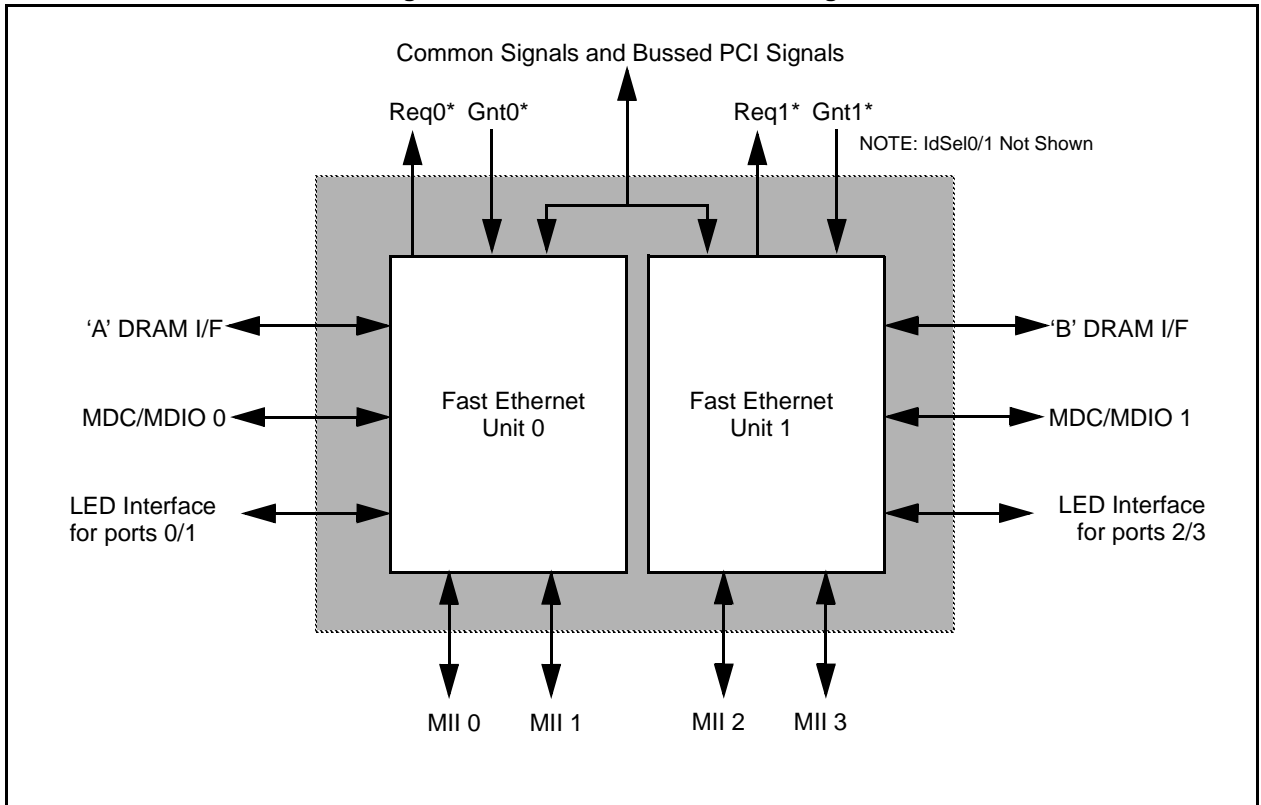 Common Signals and Bussed PCI Signals
Req0* Gnt0*
Req1* Gnt1*
NOTE: IdSel0/1 Not Shown
‘A’ DRAM I/F
‘B’ DRAM I/F
MDC/MDIO 0
Fast Ethernet
Unit 0
Fast Ethernet
Unit 1
MDC/MDIO 1
LED Interface
for ports 0/1
LED Interface
for ports 2/3
MII 0
MII 1
MII 2
MII 3